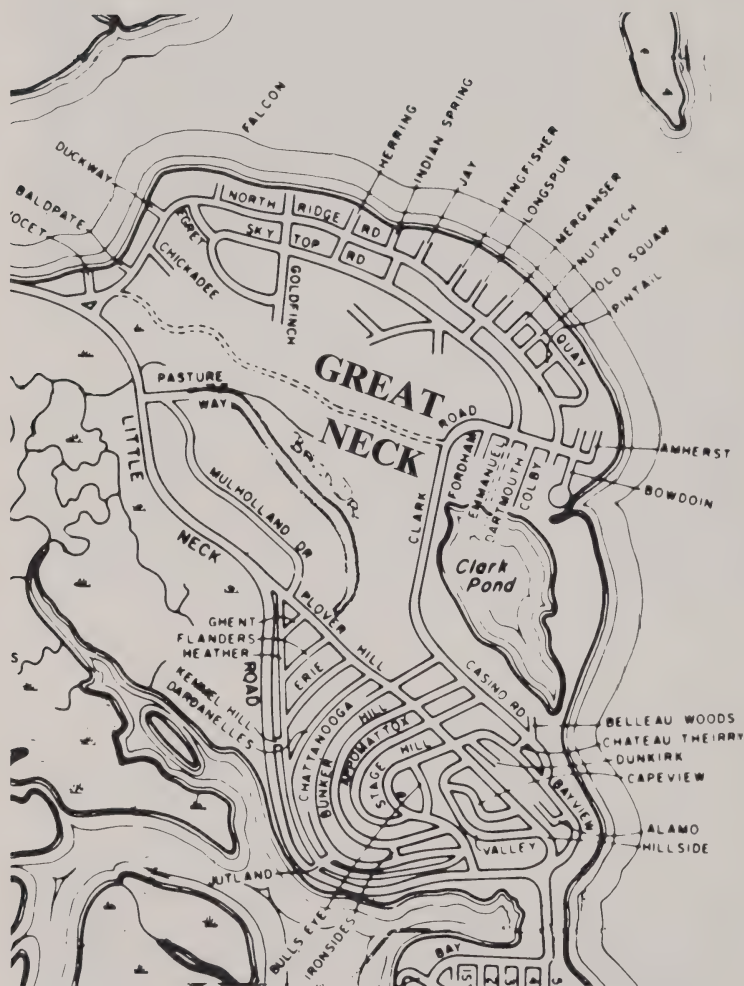 FALCON
HERRING
INDIAN SPRING
JAY
KINGFISHER
LONGSPUR
MERGANSER
NUTHATCH
OLD SQUAW
PINTAIL
DUCKWAY
BALDPATE
OCET
EGRET
CHICKADEE
NORTH RIDGE RD
SKY TOP RD
GOLDFINCH
QUAY
GREAT
NECK
PASTURE
WAY
LITTLE
NECK
ROAD
MULHOLLAND DR
CLARK
ROAD
FORDHAM
EMMANUEL
DARTMOUTH
COLBY
AMHERST
BOWDOIN
Clark
Pond
GHENT
FLANDERS
HEATHER
KEMMEL HILL
DARDANELLES
PLOVER HILL
ERIE
CHATTANOOGA
BUNKER HILL
APPOMATTOX
STAGE HILL
CASINO RD
BELLEAU WOODS
CHATEAU THEIRRY
DUNKIRK
CAPEVIEW
BAYVIEW
ALAMO
HILLSIDE
VALLEY
JUTLAND
BULLS EYE
IRONSIDES
BAY
S